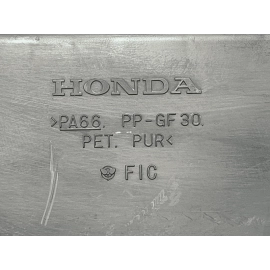 HONDA
>PA66. PP-GF30.
PET. PUR<
FIC